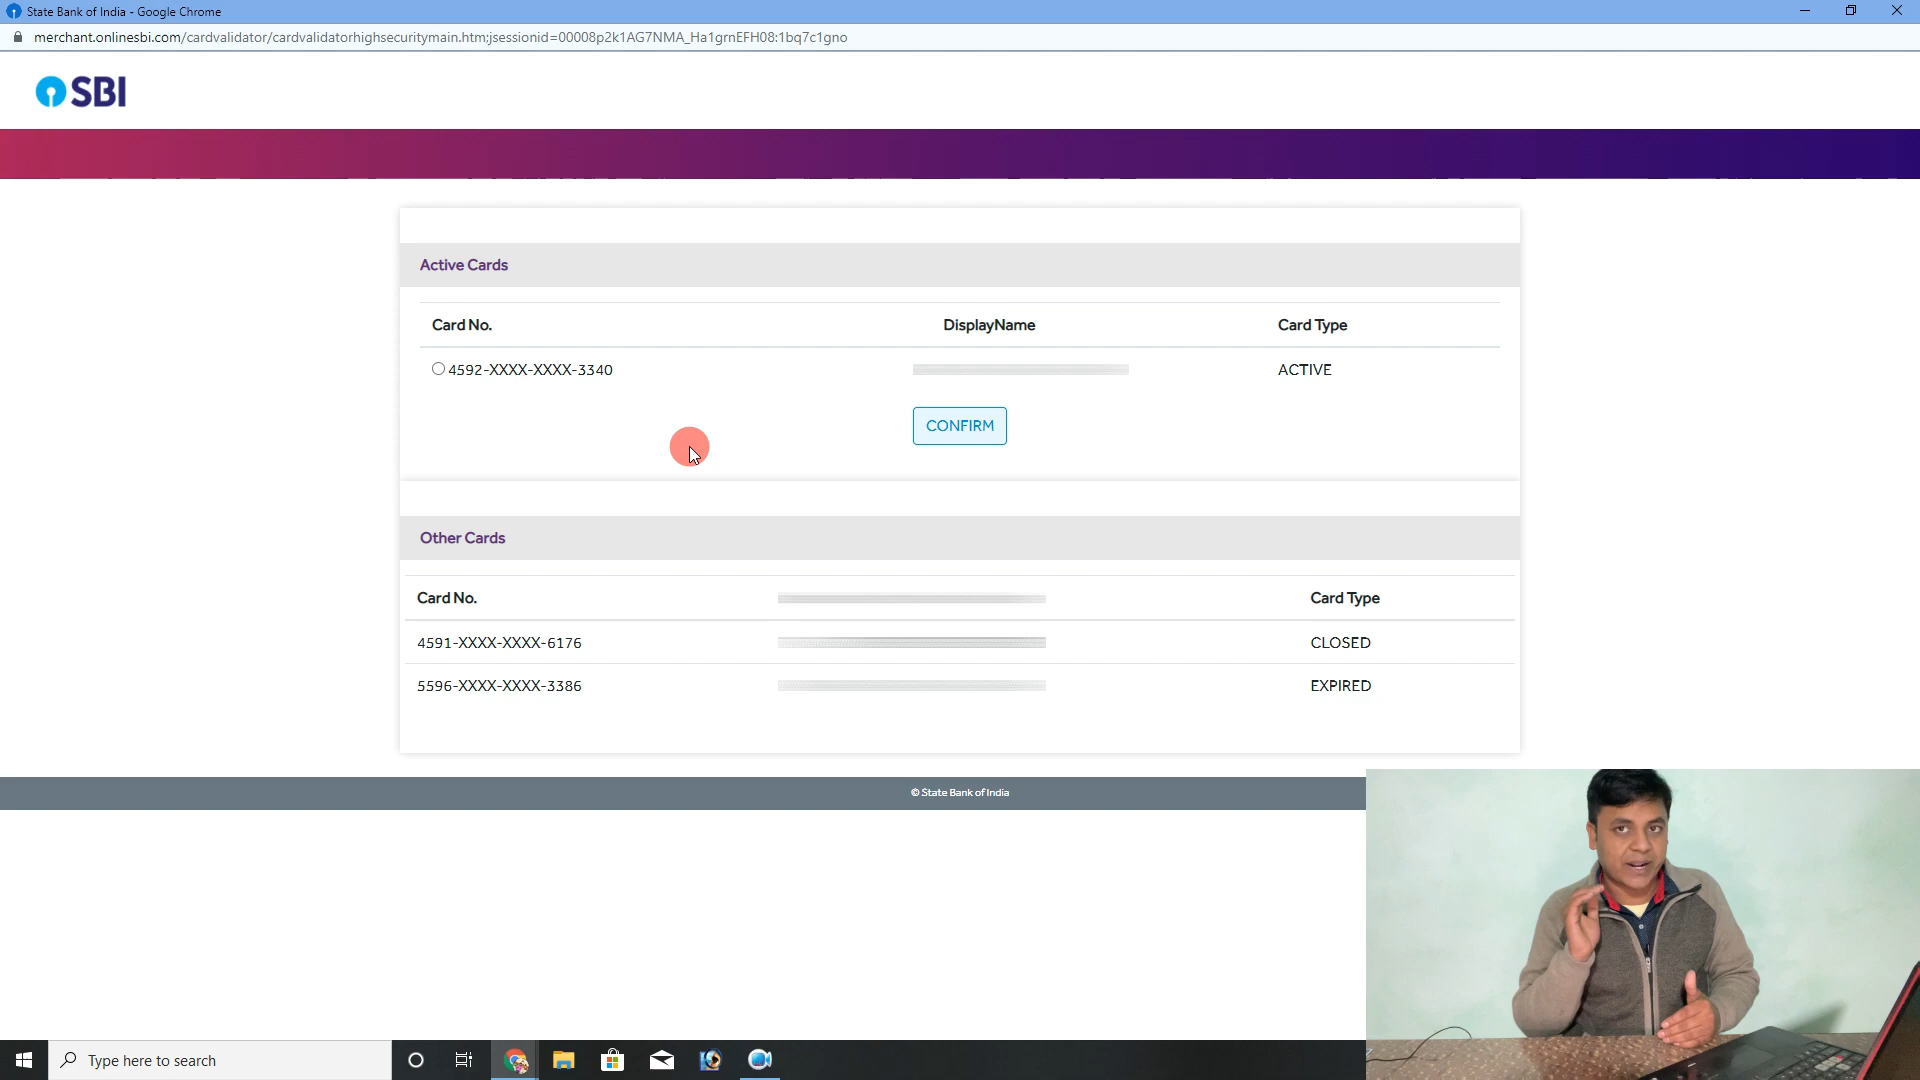 State Bank of India - Google Chrome
merchant.onlinesbi.com/cardvalidator/cardvalidatorhighsecuritymain.htm;jsessionid=00008p2k1AG7NMA_Ha1grnEFH08:1bq7c1gno
SBI
Active Cards
Card No. DisplayName Card Type
4592-XXXX-XXXX-3340 ACTIVE
CONFIRM
Other Cards
Card No. Card Type
4591-XXXX-XXXX-6176 CLOSED
5596-XXXX-XXXX-3386 EXPIRED
© State Bank of India
Type here to search